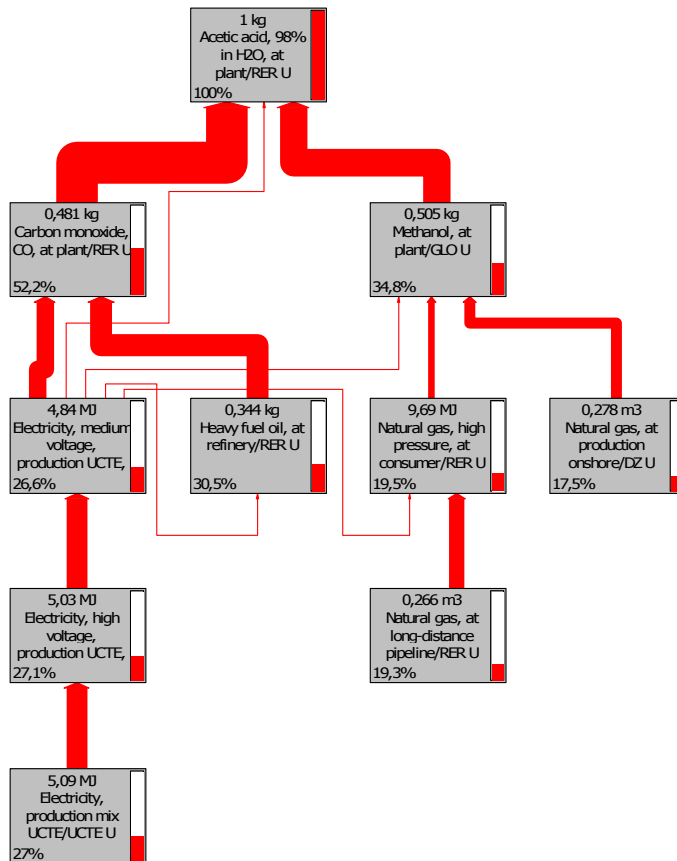 1 kg
Acetic acid, 98%
in H2O, at
plant/RER U
100%
0,481 kg
Carbon monoxide,
CO, at plant/RER U
52,2%
0,505 kg
Methanol, at
plant/GLO U
34,8%
4,84 MJ
Electricity, medium
voltage,
production UCTE,
26,6%
0,344 kg
Heavy fuel oil, at
refinery/RER U
30,5%
9,69 MJ
Natural gas, high
pressure, at
consumer/RER U
19,5%
0,278 m3
Natural gas, at
production
onshore/DZ U
17,5%
5,03 MJ
Electricity, high
voltage,
production UCTE,
27,1%
0,266 m3
Natural gas, at
long-distance
pipeline/RER U
19,3%
5,09 MJ
Electricity,
production mix
UCTE/UCTE U
27%